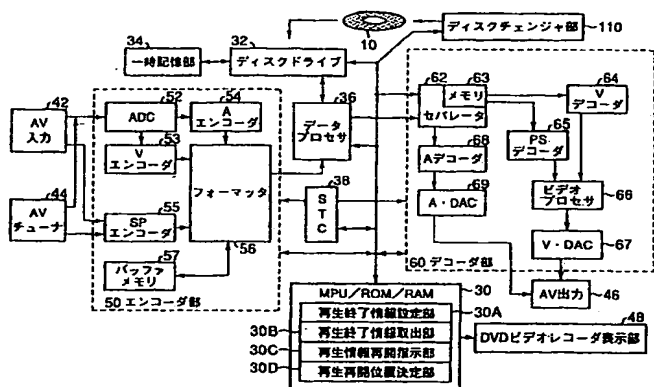 10
ディスクチェンジャ部
110
34
一時記憶部
32
ディスクドライブ
42
AV
入力
44
AV
チューナ
52
ADC
54
A
エンコーダ
53
V
エンコーダ
55
SP
エンコーダ
フォーマッタ
56
57
バッファ
メモリ
50 エンコーダ部
36
データ
プロセサ
38
STC
62
63
メモリ
セパレータ
64
V
デコーダ
65
PS
デコーダ
68
Aデコーダ
69
A・DAC
ビデオ
プロセサ
66
V・DAC
67
60 デコーダ部
AV出力
46
MPU/ROM/RAM
30
再生終了情報設定部
30A
30B
再生終了情報取出部
30C
再生情報再開指示部
30D
再生再開位置決定部
48
DVDビデオレコーダ表示部